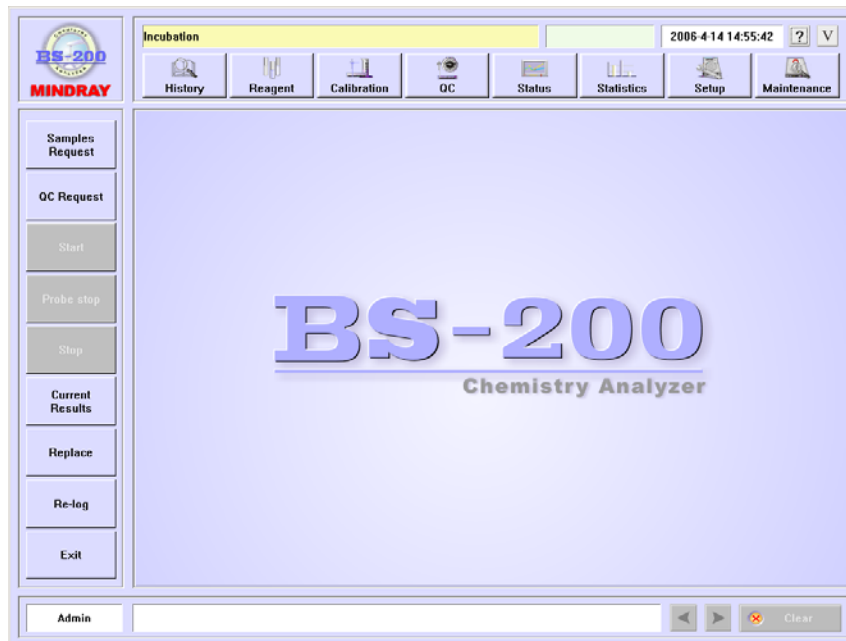 BS-200
MINDRAY
Incubation
2006-4-14 14:55:42
?
V
History
Reagent
Calibration
QC
Status
Statistics
Setup
Maintenance
Samples
Request
QC Request
Start
Probe stop
Stop
Current
Results
Replace
Re-log
Exit
BS-200
Chemistry Analyzer
Admin
Clear